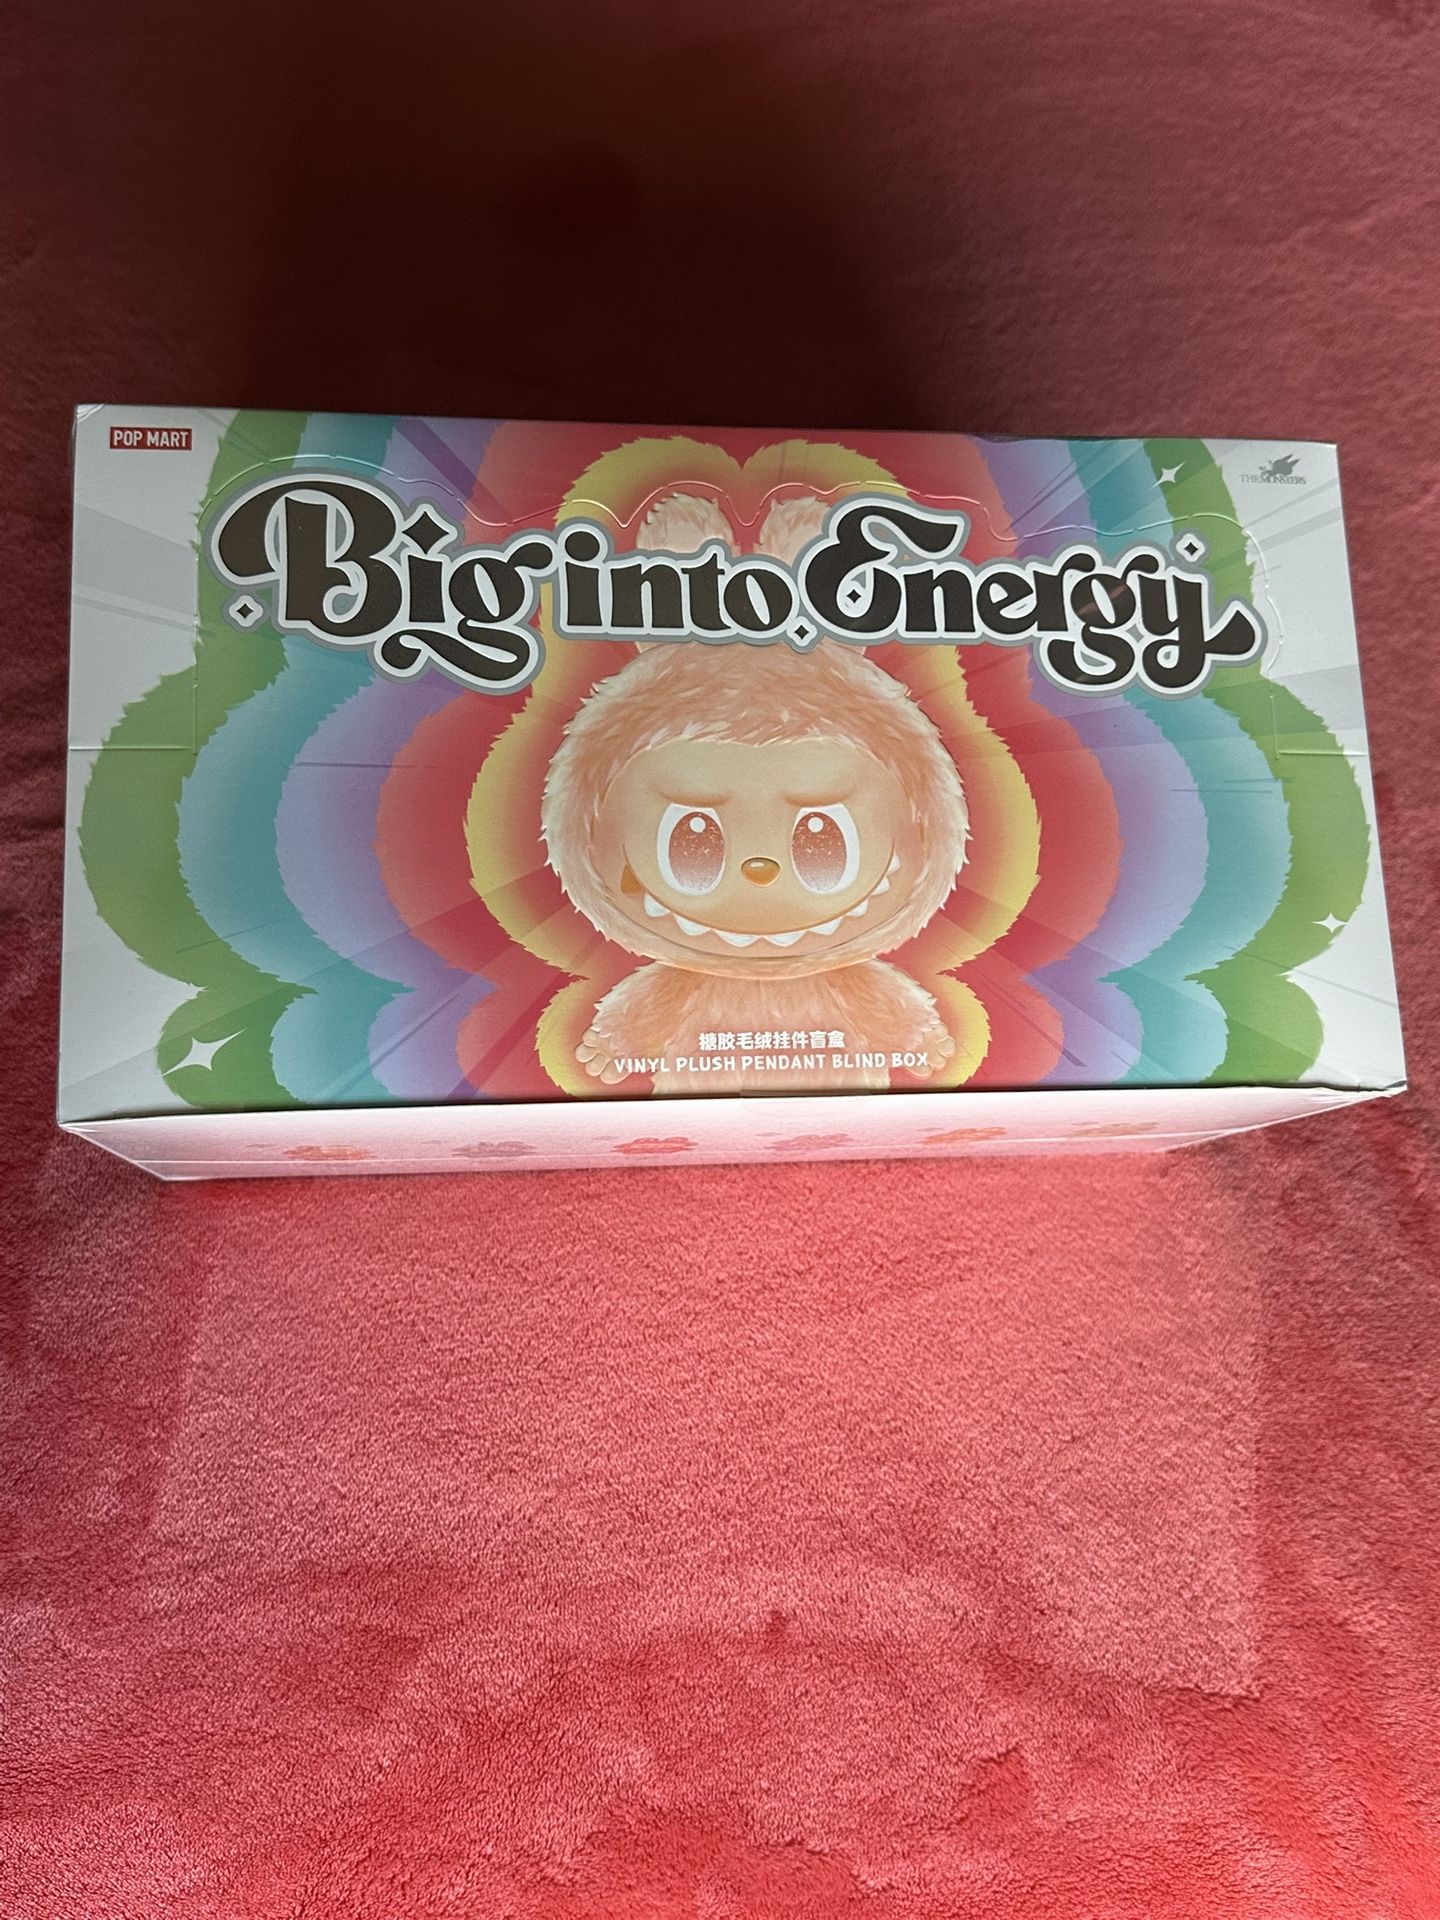 POP MART
THE MONSTERS
Big into Energy
搪胶毛绒挂件盲盒
VINYL PLUSH PENDANT BLIND BOX